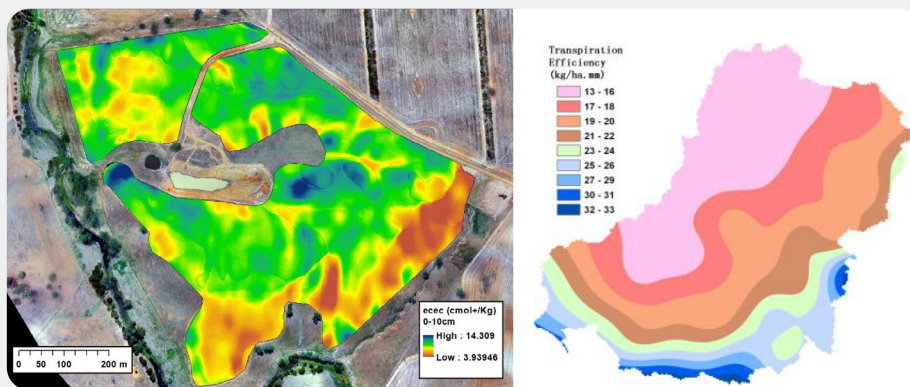 ecec (cmol+/Kg)
0-10cm
High : 14.309
Low : 3.93946
0 50 100 200 m
Transpiration
Efficiency
(kg/ha.mm)
13 - 16
17 - 18
19 - 20
21 - 22
23 - 24
25 - 26
27 - 29
30 - 31
32 - 33